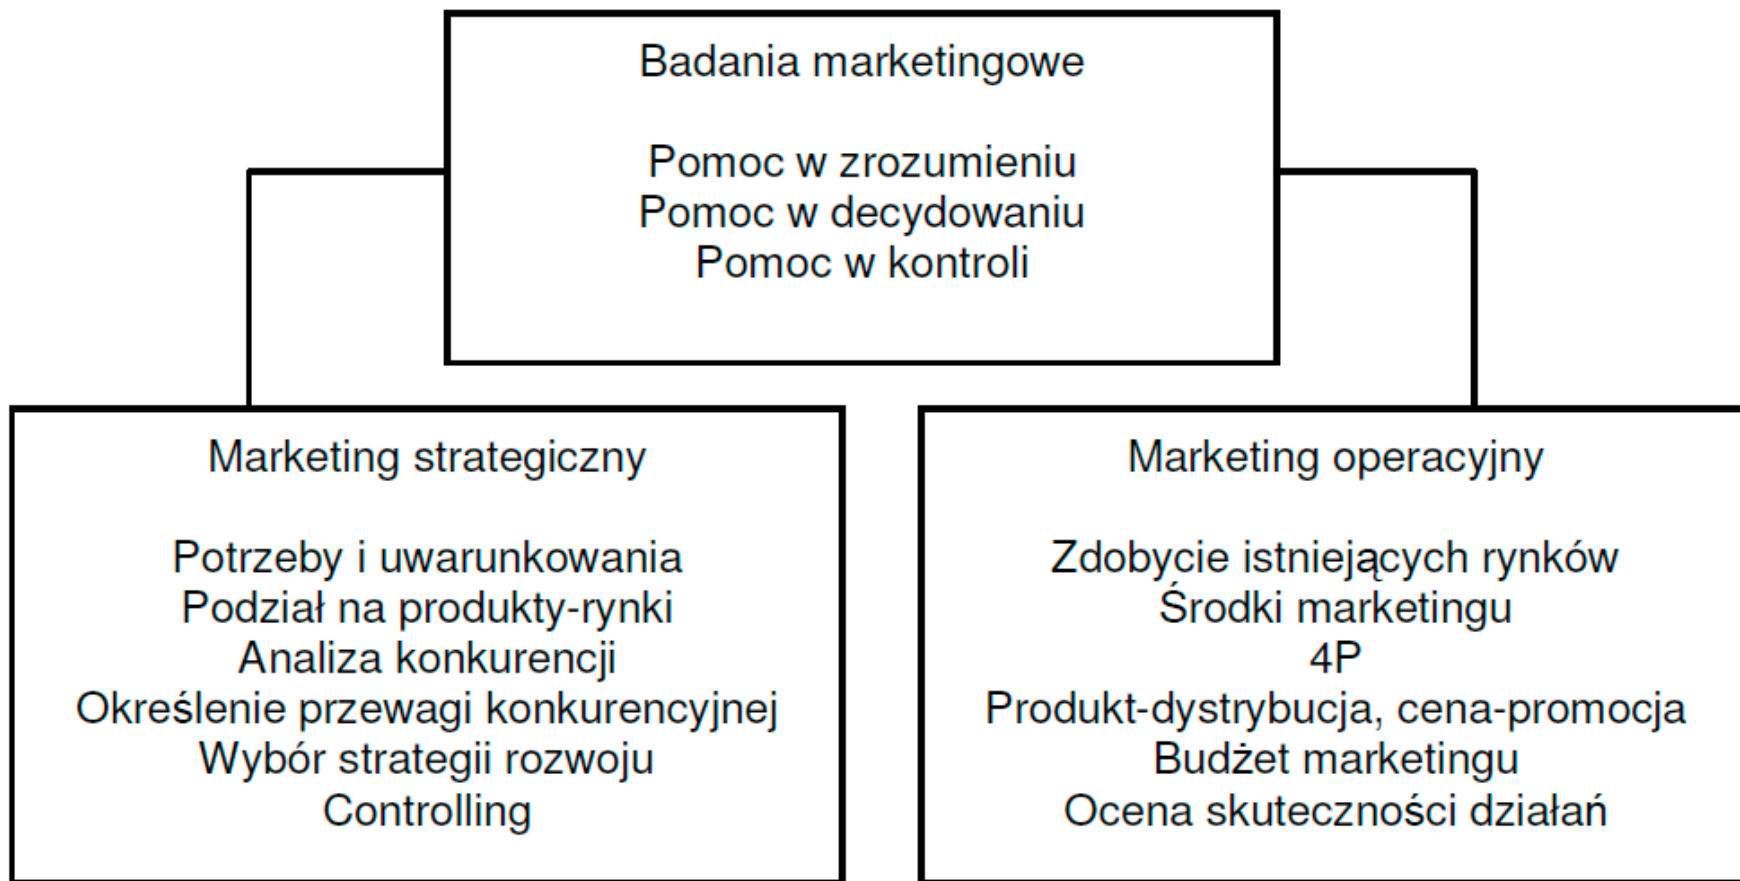 Badania marketingowe
Pomoc w zrozumieniu
Pomoc w decydowaniu
Pomoc w kontroli
Marketing strategiczny
Potrzeby i uwarunkowania
Podział na produkty-rynki
Analiza konkurencji
Określenie przewagi konkurencyjnej
Wybór strategii rozwoju
Controlling
Marketing operacyjny
Zdobycie istniejących rynków
Środki marketingu
4P
Produkt-dystrybucja, cena-promocja
Budżet marketingu
Ocena skuteczności działań